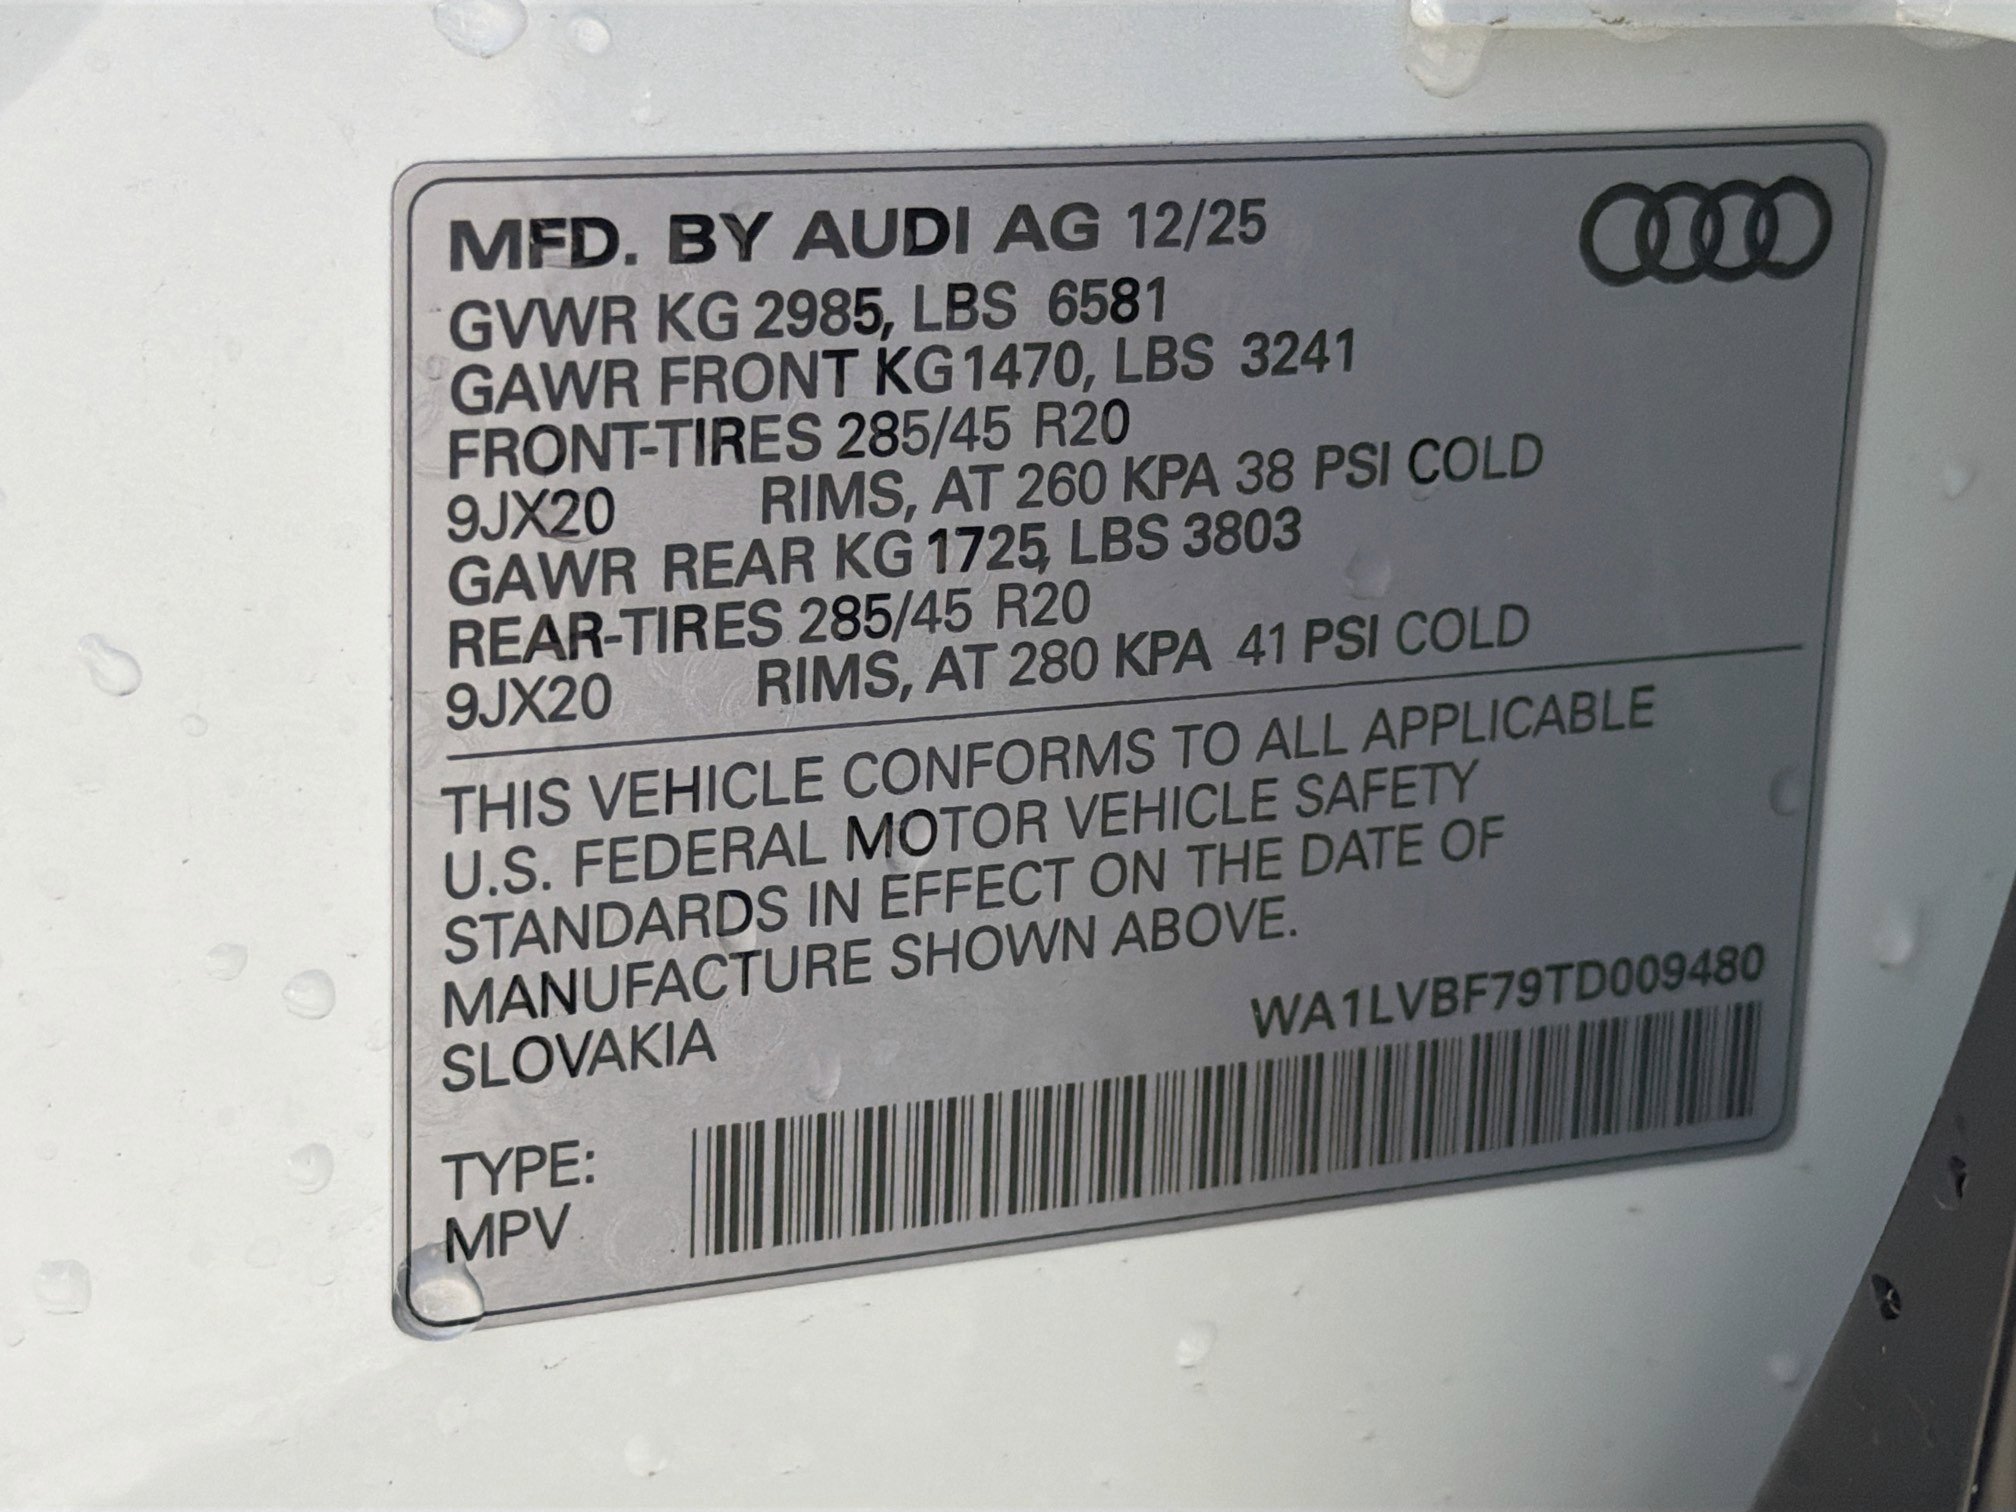 MFD. BY AUDI AG 12/25
GVWR KG 2985, LBS 6581
GAWR FRONT KG 1470, LBS 3241
FRONT-TIRES 285/45 R20
9JX20 RIMS, AT 260 KPA 38 PSI COLD
GAWR REAR KG 1725, LBS 3803
REAR-TIRES 285/45 R20
9JX20 RIMS, AT 280 KPA 41 PSI COLD
THIS VEHICLE CONFORMS TO ALL APPLICABLE
U.S. FEDERAL MOTOR VEHICLE SAFETY
STANDARDS IN EFFECT ON THE DATE OF
MANUFACTURE SHOWN ABOVE.
SLOVAKIA
WA1LVBF79TD009480
TYPE:
MPV